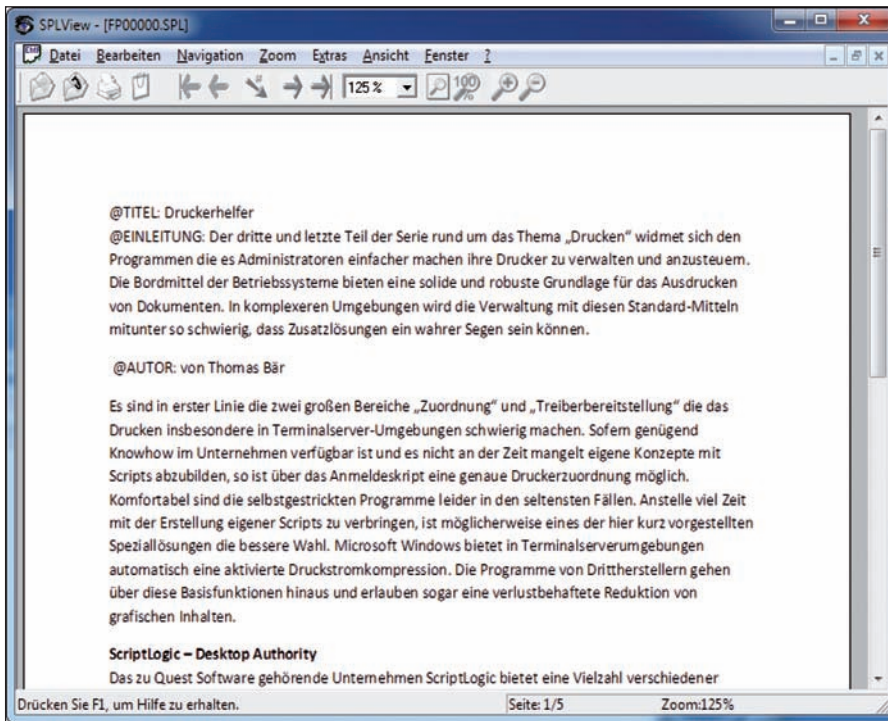 SPLView - [FP00000.SPL]
Datei Bearbeiten Navigation Zoom Extras Ansicht Fenster ?
125 % 100 %
@TITEL: Druckerhelfer
@EINLEITUNG: Der dritte und letzte Teil der Serie rund um das Thema „Drucken“ widmet sich den
Programmen die es Administratoren einfacher machen ihre Drucker zu verwalten und anzusteuern.
Die Bordmittel der Betriebssysteme bieten eine solide und robuste Grundlage für das Ausdrucken
von Dokumenten. In komplexeren Umgebungen wird die Verwaltung mit diesen Standard-Mitteln
mitunter so schwierig, dass Zusatzlösungen ein wahrer Segen sein können.
@AUTOR: von Thomas Bär
Es sind in erster Linie die zwei großen Bereiche „Zuordnung“ und „Treiberbereitstellung“ die das
Drucken insbesondere in Terminalserver-Umgebungen schwierig machen. Sofern genügend
Knowhow im Unternehmen verfügbar ist und es nicht an der Zeit mangelt eigene Konzepte mit
Scripts abzubilden, so ist über das Anmeldeskript eine genaue Druckerzuordnung möglich.
Komfortabel sind die selbstgestrickten Programme leider in den seltensten Fällen. Anstelle viel Zeit
mit der Erstellung eigener Scripts zu verbringen, ist möglicherweise eines der hier kurz vorgestellten
Speziallösungen die bessere Wahl. Microsoft Windows bietet in Terminalserverumgebungen
automatisch eine aktivierte Druckstromkompression. Die Programme von Drittherstellern gehen
über diese Basisfunktionen hinaus und erlauben sogar eine verlustbehaftete Reduktion von
grafischen Inhalten.
ScriptLogic – Desktop Authority
Das zu Quest Software gehörende Unternehmen ScriptLogic bietet eine Vielzahl verschiedener
Drücken Sie F1, um Hilfe zu erhalten. Seite: 1/5 Zoom:125%